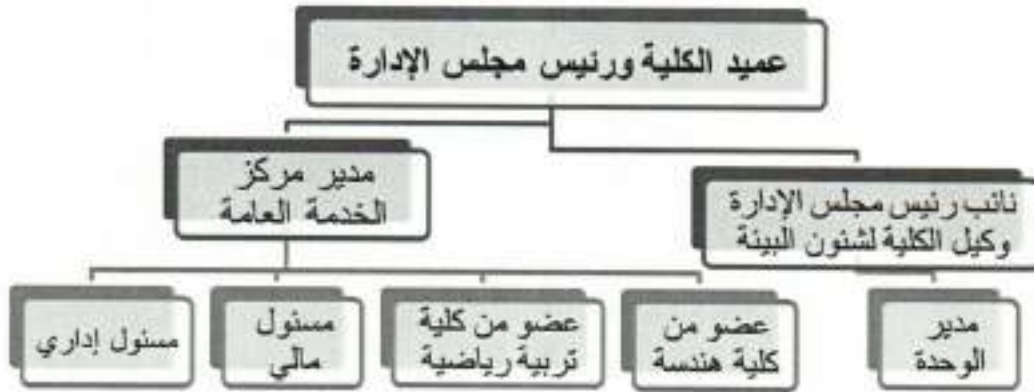 عميد الكلية ورئيس مجلس الإدارة
نائب رئيس مجلس الإدارة
وكيل الكلية لشئون البيئة
مدير مركز
الخدمة العامة
مدير
الوحدة
عضو من
كلية هندسة
عضو من كلية
تربية رياضية
مسئول
مالي
مسئول إداري